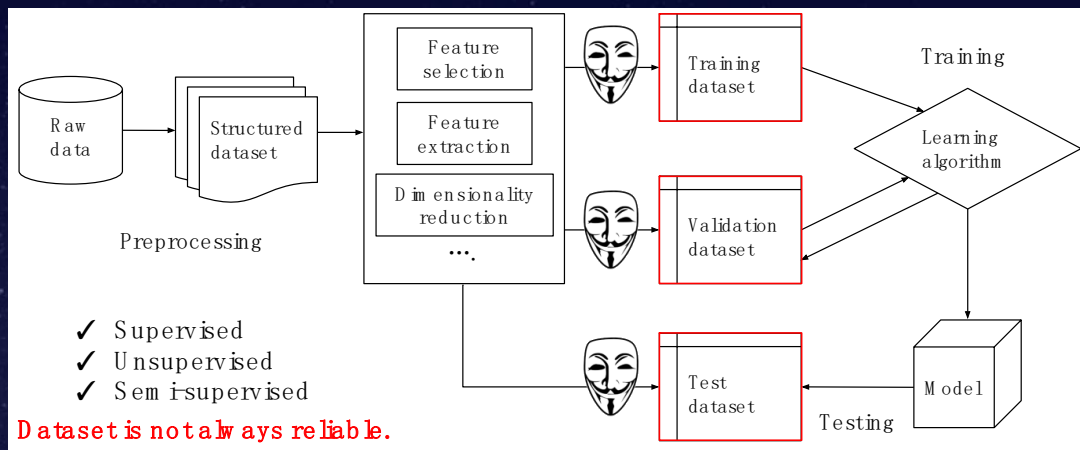 Raw
data
Structured
dataset
Preprocessing
Feature
selection
Feature
extraction
Dimensionality
reduction
....
Training
dataset
Validation
dataset
Test
dataset
Training
Learning
algorithm
Model
Testing
✓ Supervised
✓ Unsupervised
✓ Semi-supervised
Dataset is not always reliable.